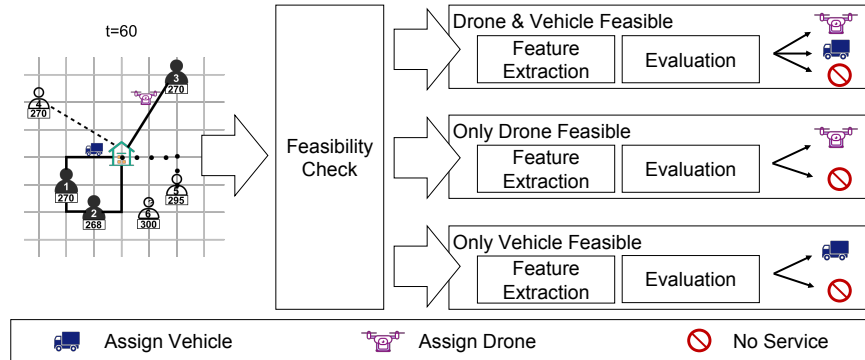 t=60
3
270
4
270
1
270
2
268
5
295
6
300
Feasibility
Check
Drone & Vehicle Feasible
Feature
Extraction
Evaluation
Only Drone Feasible
Feature
Extraction
Evaluation
Only Vehicle Feasible
Feature
Extraction
Evaluation
Assign Vehicle
Assign Drone
No Service